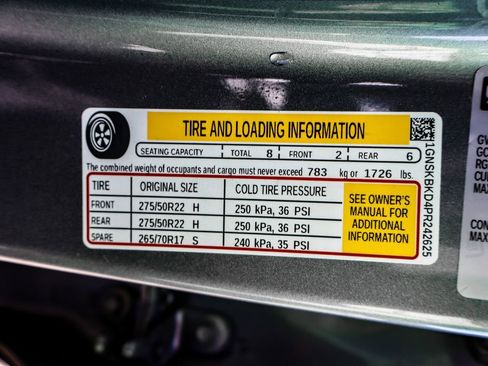 TIRE AND LOADING INFORMATION
SEATING CAPACITY TOTAL 8 FRONT 2 REAR 6
The combined weight of occupants and cargo must never exceed 783 kg or 1726 lbs.
TIRE ORIGINAL SIZE COLD TIRE PRESSURE
FRONT 275/50R22 H 250 kPa, 36 PSI
REAR 275/50R22 H 250 kPa, 36 PSI
SPARE 265/70R17 S 240 kPa, 35 PSI
SEE OWNER'S
MANUAL FOR
ADDITIONAL
INFORMATION
1GNSKBKD4PR242625